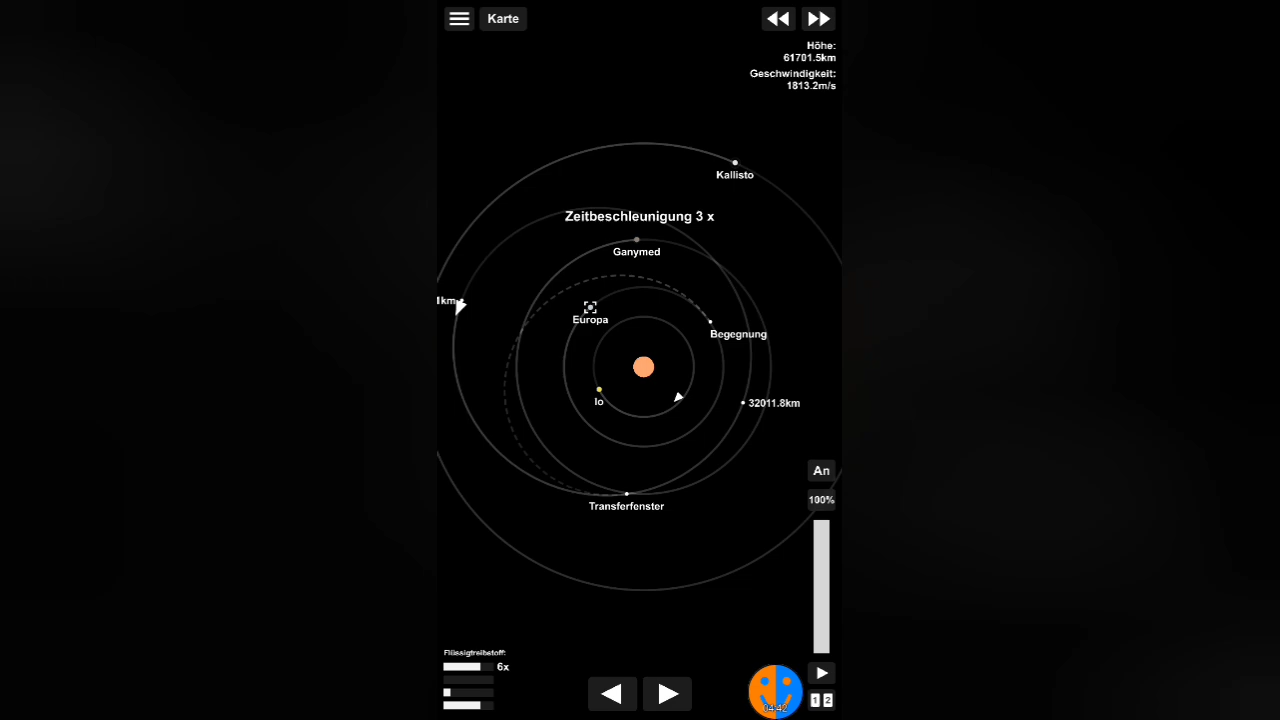 Karte
Höhe:
61701.5km
Geschwindigkeit:
1813.2m/s
Kallisto
Zeitbeschleunigung 3 x
Ganymed
km
Europa
Begegnung
Io
32011.8km
An
100%
Transferfenster
Flüssigtreibstoff:
6x
1 2
04:42